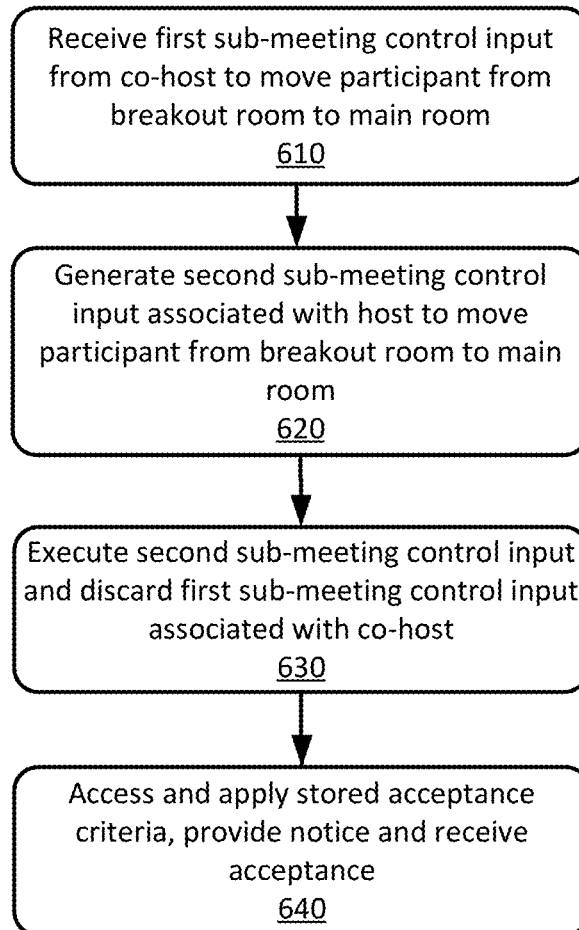 Receive first sub-meeting control input
from co-host to move participant from
breakout room to main room
610
Generate second sub-meeting control
input associated with host to move
participant from breakout room to main
room
620
Execute second sub-meeting control input
and discard first sub-meeting control input
associated with co-host
630
Access and apply stored acceptance
criteria, provide notice and receive
acceptance
640